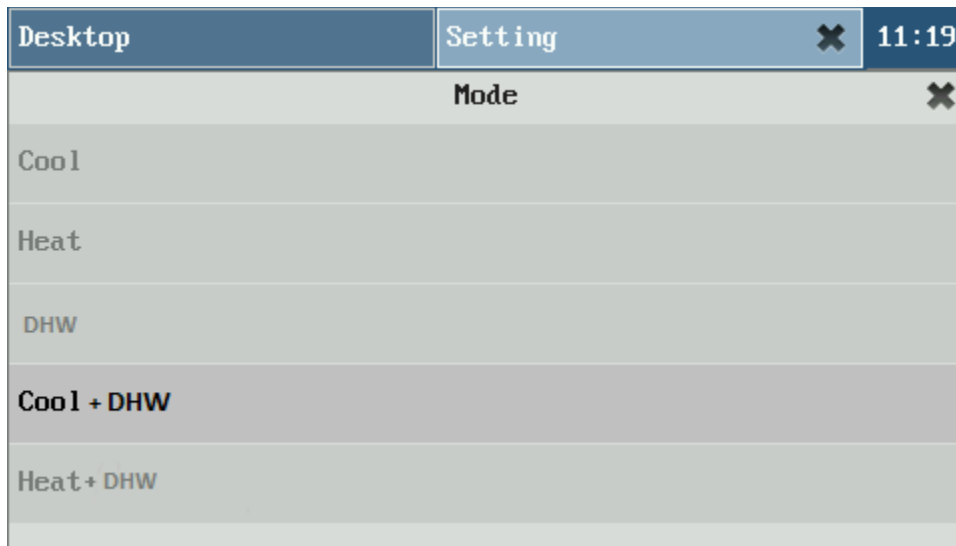 Desktop Setting 11:19
Mode
Cool
Heat
DHW
Cool + DHW
Heat+ DHW